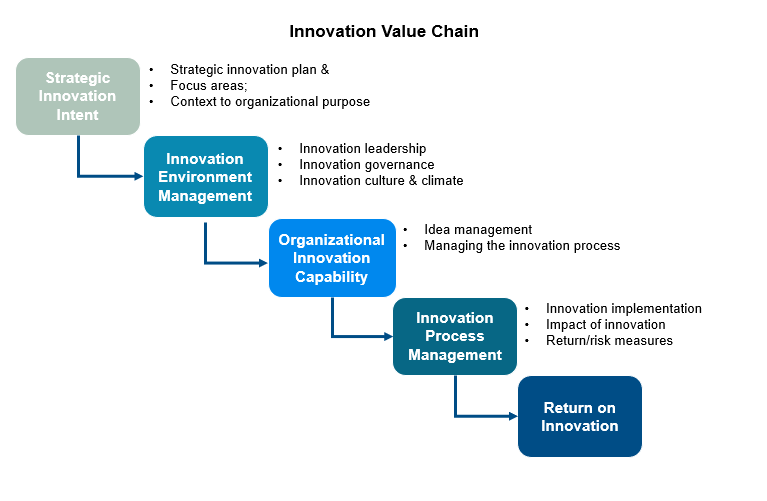 Innovation Value Chain
Strategic
Innovation
Intent
• Strategic innovation plan &
• Focus areas;
• Context to organizational purpose
Innovation
Environment
Management
• Innovation leadership
• Innovation governance
• Innovation culture & climate
Organizational
Innovation
Capability
• Idea management
• Managing the innovation process
Innovation
Process
Management
• Innovation implementation
• Impact of innovation
• Return/risk measures
Return on
Innovation